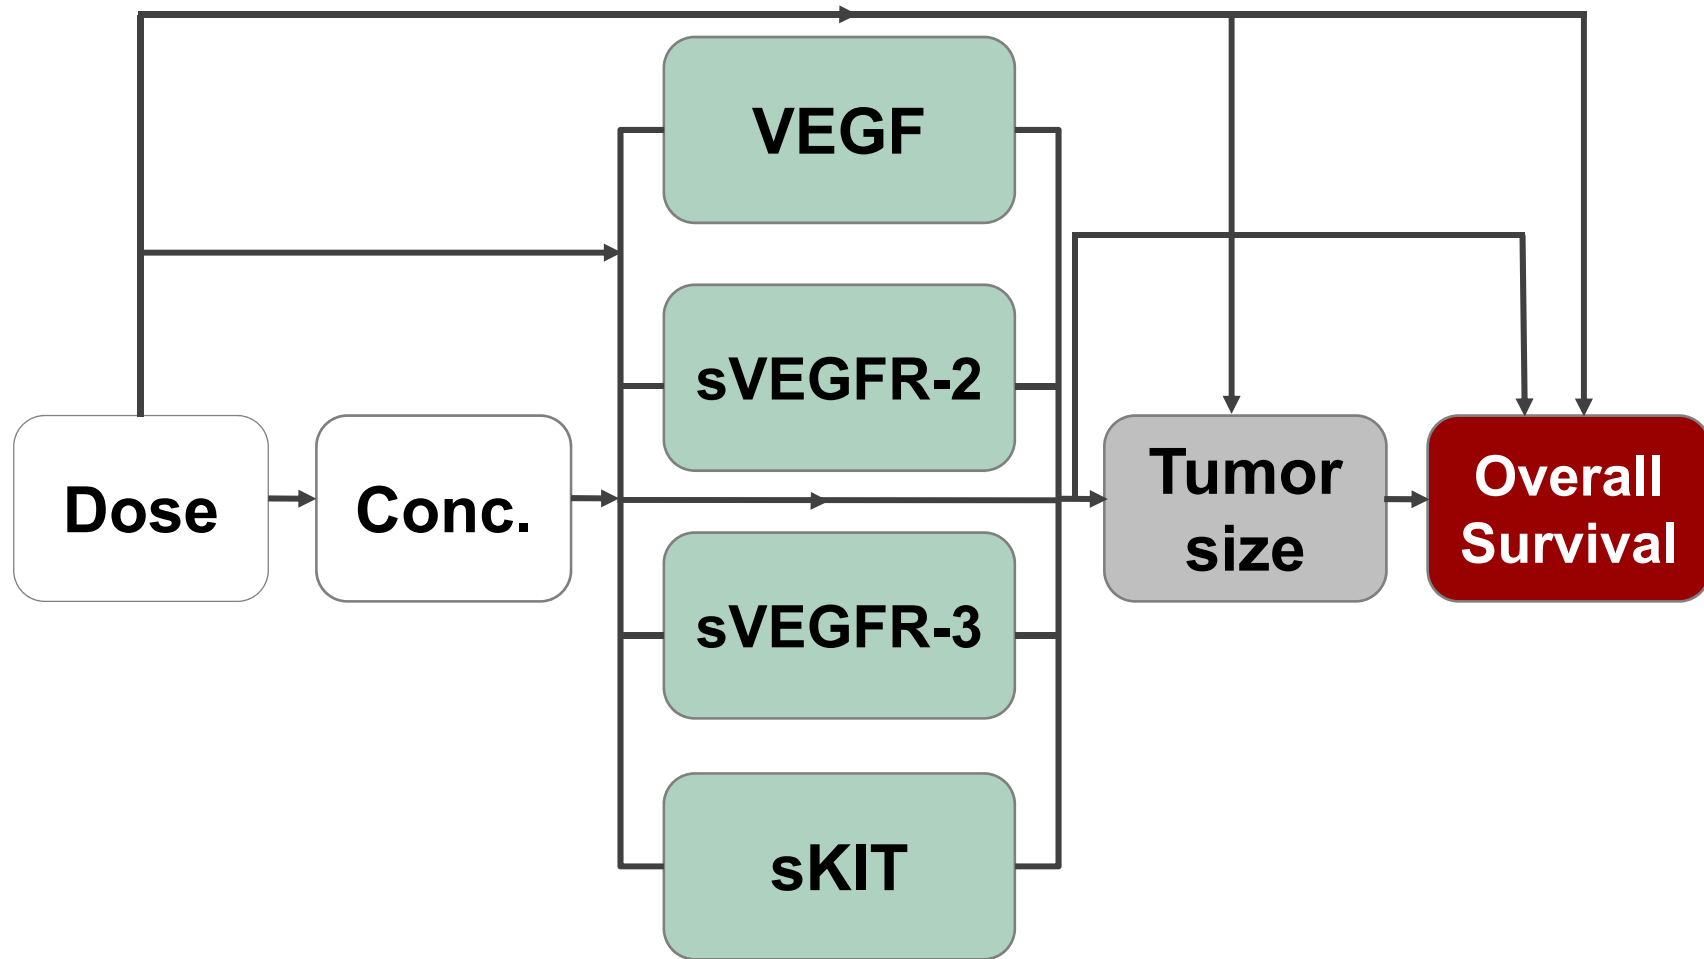 VEGF
sVEGFR-2
Dose
Conc.
Tumor
size
Overall
Survival
sVEGFR-3
sKIT